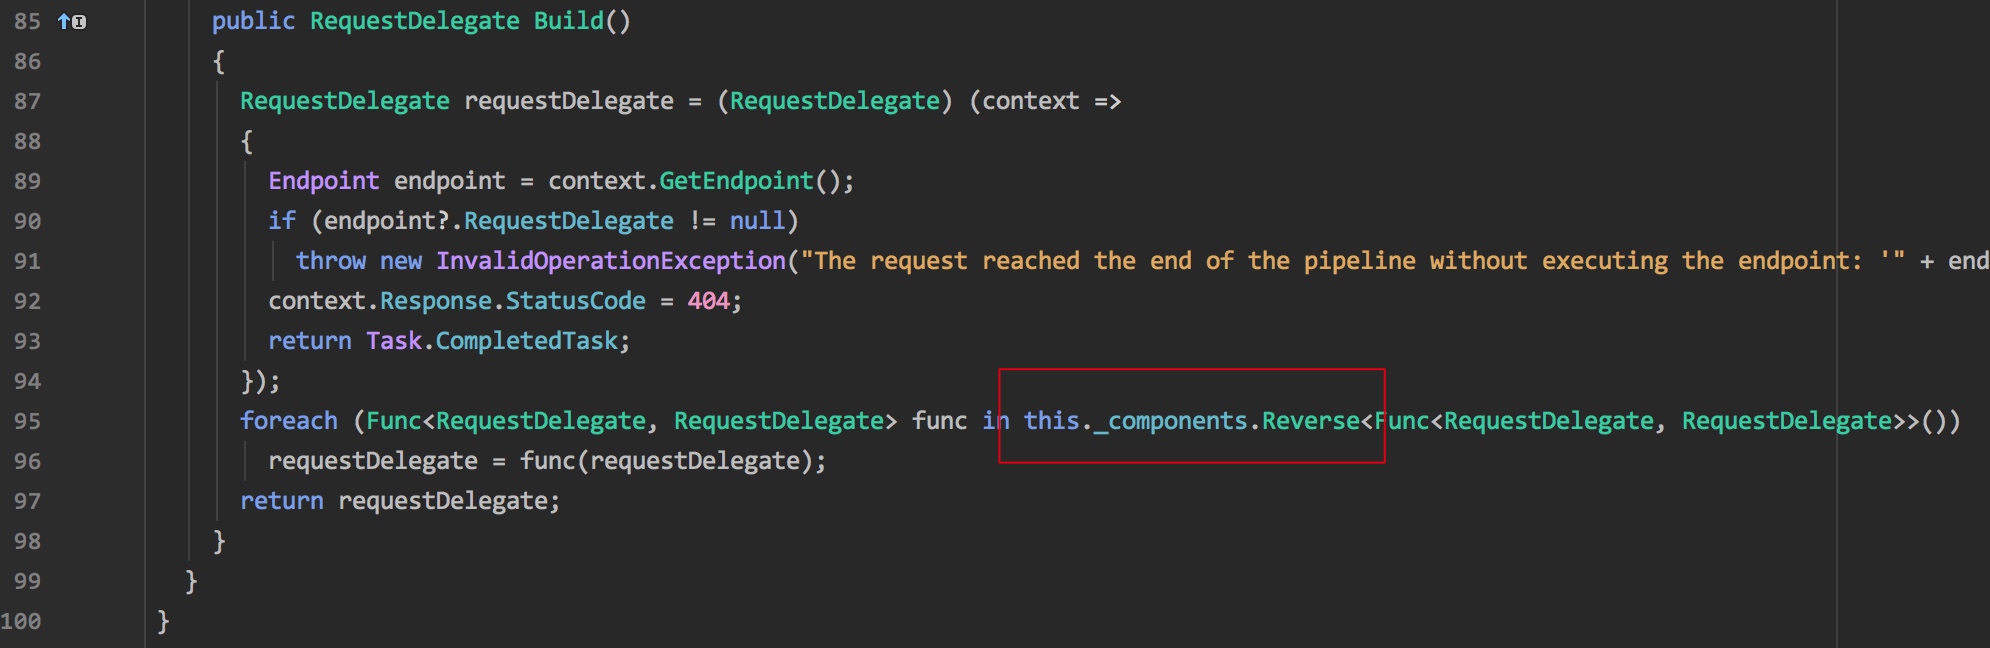 85 public RequestDelegate Build()
86 {
87 RequestDelegate requestDelegate = (RequestDelegate) (context =>
88 {
89 Endpoint endpoint = context.GetEndpoint();
90 if (endpoint?.RequestDelegate != null)
91 throw new InvalidOperationException("The request reached the end of the pipeline without executing the endpoint: '" + end
92 context.Response.StatusCode = 404;
93 return Task.CompletedTask;
94 });
95 foreach (Func<RequestDelegate, RequestDelegate> func in this._components.Reverse<Func<RequestDelegate, RequestDelegate>>())
96 requestDelegate = func(requestDelegate);
97 return requestDelegate;
98 }
99 }
100 }